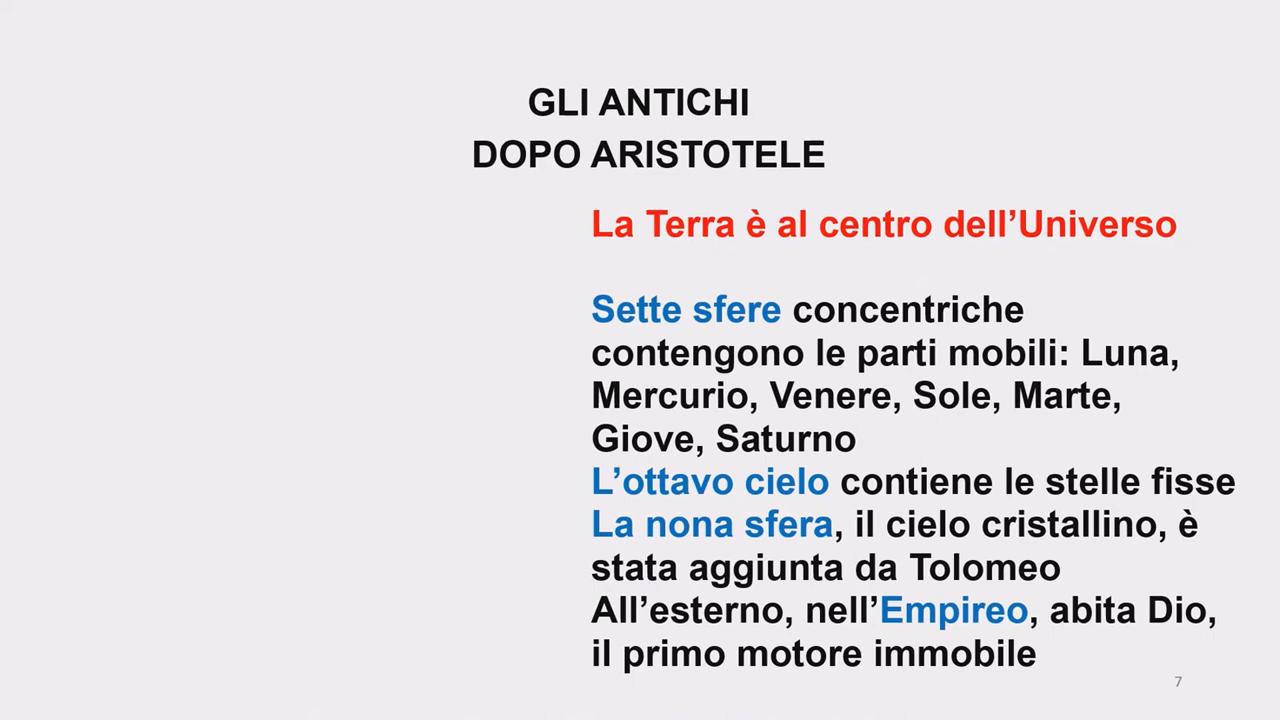 GLI ANTICHI
DOPO ARISTOTELE
La Terra è al centro dell’Universo
Sette sfere concentriche
contengono le parti mobili: Luna,
Mercurio, Venere, Sole, Marte,
Giove, Saturno
L’ottavo cielo contiene le stelle fisse
La nona sfera, il cielo cristallino, è
stata aggiunta da Tolomeo
All’esterno, nell’Empireo, abita Dio,
il primo motore immobile
7